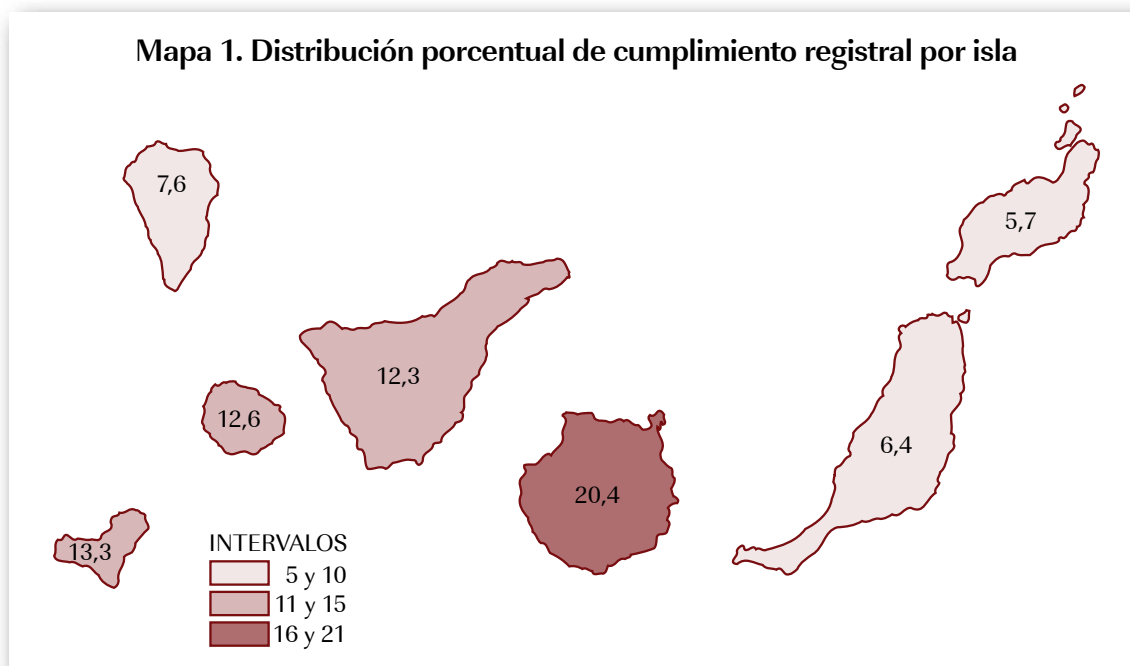 Mapa 1. Distribución porcentual de cumplimiento registral por isla
7,6
5,7
12,3
12,6
6,4
20,4
13,3
INTERVALOS
5 y 10
11 y 15
16 y 21